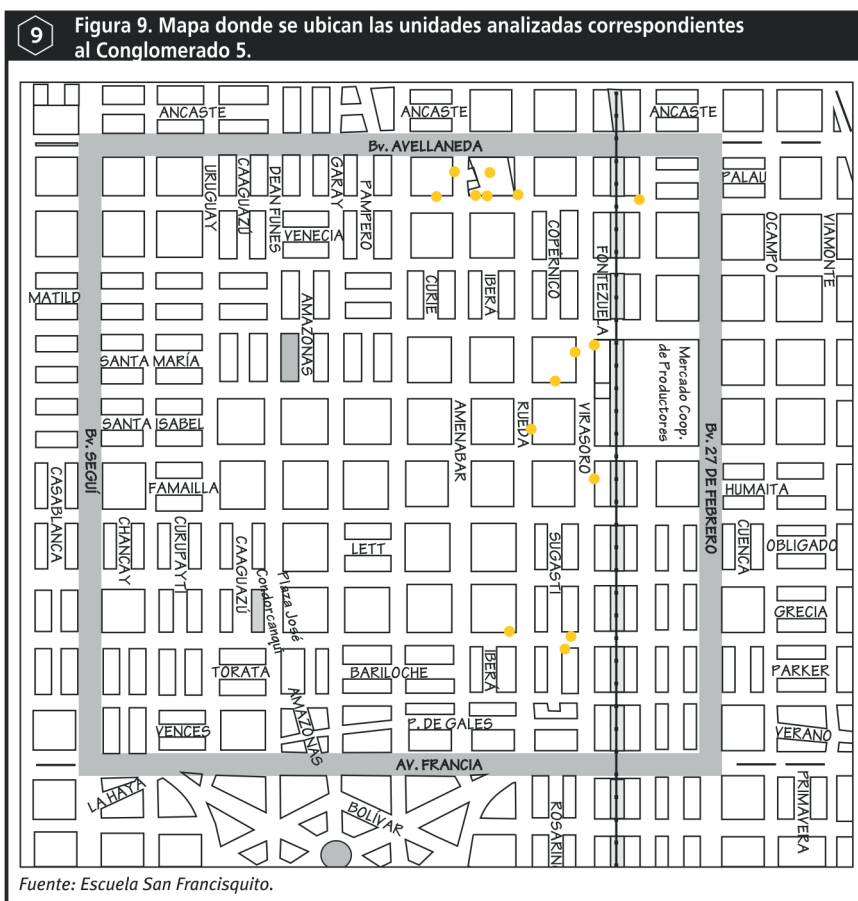 9
Figura 9. Mapa donde se ubican las unidades analizadas correspondientes
al Conglomerado 5.
ANCASTE
ANCASTE
ANCASTE
Bv. AVELLANEDA
URUGUAY
CAAGUAZÚ
DEAN FUNES
GARAY
PAMPERO
PALAU
VENECIA
COPÉRNICO
FONTEZUELA
OCAMPO
VIAMONTE
MATILD
AMAZONAS
CURIE
IBERÁ
SANTA MARÍA
Mercado Coop.
de Productores
SANTA ISABEL
AMENABAR
RUEDA
VIRASORO
Bv. SEGUÍ
Bv. 27 DE FEBRERO
CASABLANCA
FAMAILLA
HUMAITA
CHANCAY
CURUPAYTI
CAAGUAZÚ
LETT
SUGASTI
CUENCA
OBLIGADO
Plaza José
Condorcanqui
GRECIA
TORATA
BARILOCHE
IBERÁ
PARKER
AMAZONAS
VENCES
P. DE GALES
VERANO
AV. FRANCIA
LA HAYA
BOLÍVAR
ROSARIN
PRIMAVERA
Fuente: Escuela San Francisquito.